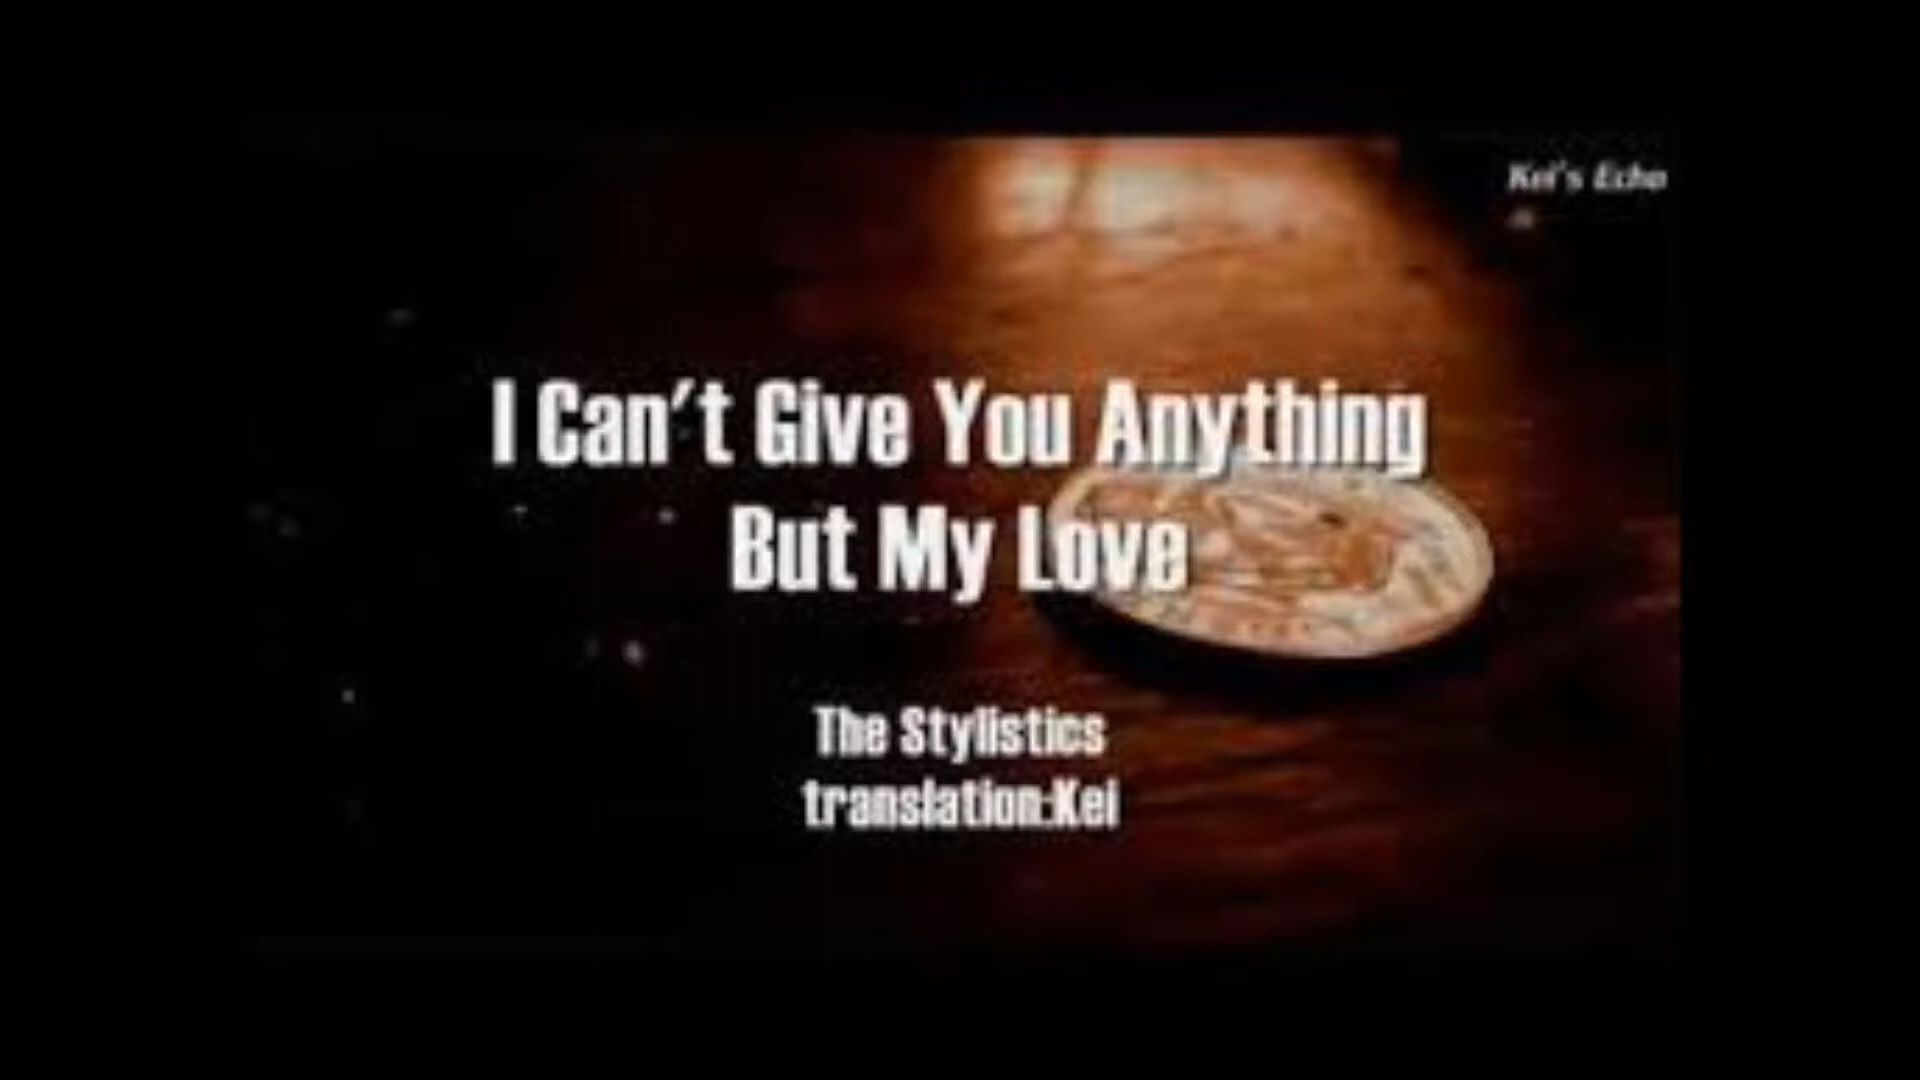 Kei's Echo
I Can't Give You Anything
But My Love
The Stylistics
translation:Kei